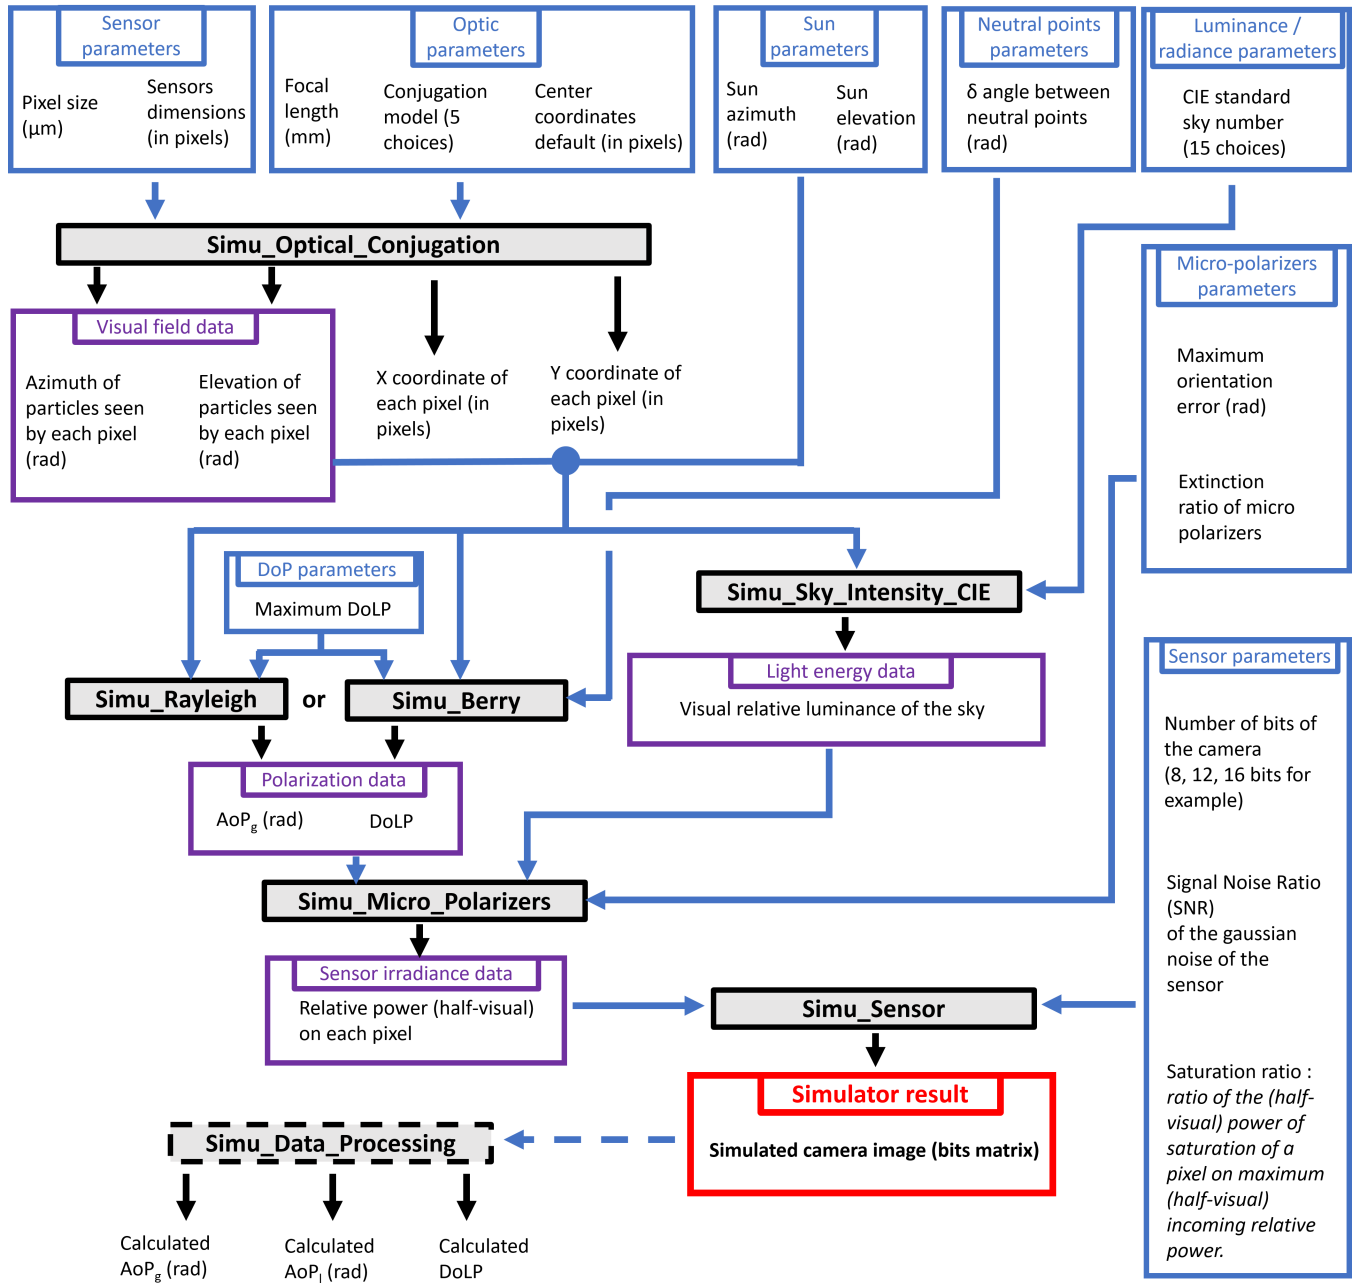 Sensor
parameters
Pixel size
(µm)
Sensors
dimensions
(in pixels)
Optic
parameters
Focal
length
(mm)
Conjugation
model (5
choices)
Center
coordinates
default (in pixels)
Sun
parameters
Sun
azimuth
(rad)
Sun
elevation
(rad)
Neutral points
parameters
δ angle between
neutral points
(rad)
Luminance /
radiance parameters
CIE standard
sky number
(15 choices)
Simu_Optical_Conjugation
Micro-polarizers
parameters
Maximum
orientation
error (rad)
Extinction
ratio of micro
polarizers
Visual field data
Azimuth of
particles seen
by each pixel
(rad)
Elevation of
particles seen
by each pixel
(rad)
X coordinate of
each pixel (in
pixels)
Y coordinate of
each pixel (in
pixels)
DoP parameters
Maximum DoLP
Simu_Sky_Intensity_CIE
Simu_Rayleigh
or
Simu_Berry
Light energy data
Visual relative luminance of the sky
Polarization data
AoPg (rad)
DoLP
Sensor parameters
Number of bits of
the camera
(8, 12, 16 bits for
example)
Signal Noise Ratio
(SNR)
of the gaussian
noise of the
sensor
Saturation ratio :
ratio of the (half-
visual) power of
saturation of a
pixel on maximum
(half-visual)
incoming relative
power.
Simu_Micro_Polarizers
Sensor irradiance data
Relative power (half-visual)
on each pixel
Simu_Sensor
Simulator result
Simulated camera image (bits matrix)
Simu_Data_Processing
Calculated
AoPg (rad)
Calculated
AoPl (rad)
Calculated
DoLP